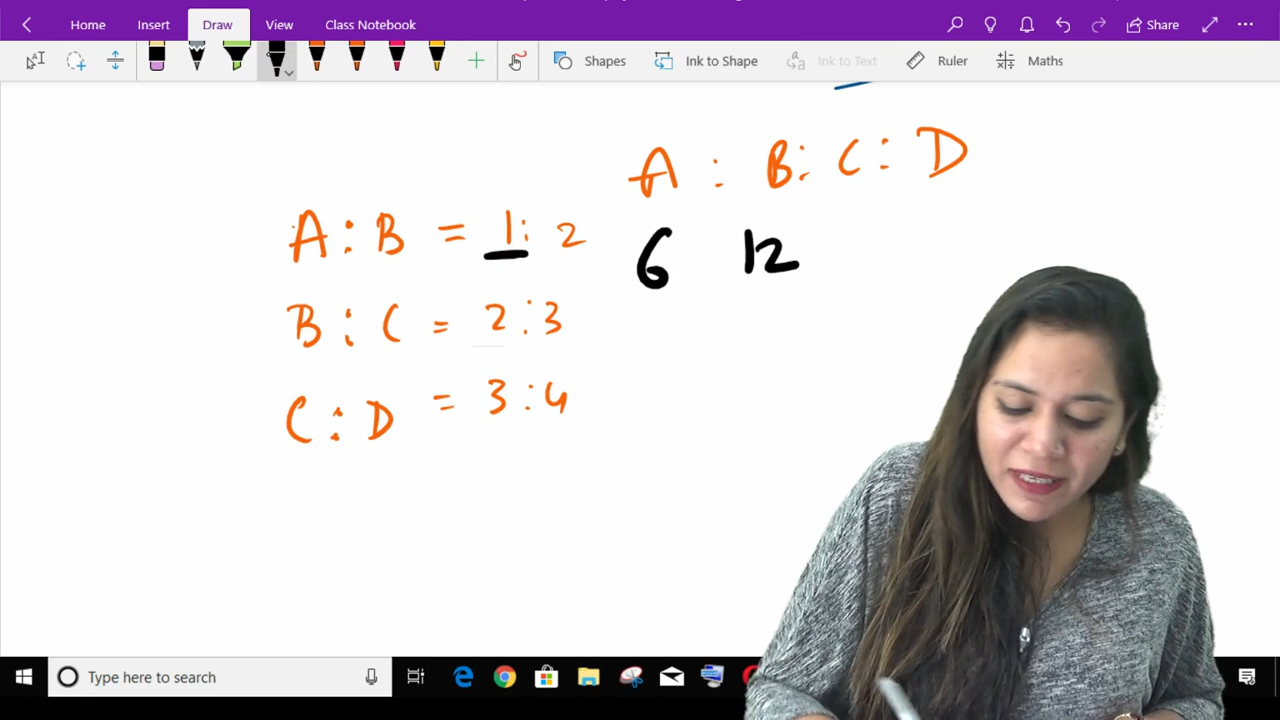 Home Insert Draw View Class Notebook Share
Shapes Ink to Shape Ink to Text Ruler Maths
A : B : C : D
A : B = 1 : 2
6 12
B : C = 2 : 3
C : D = 3 : 4
Type here to search